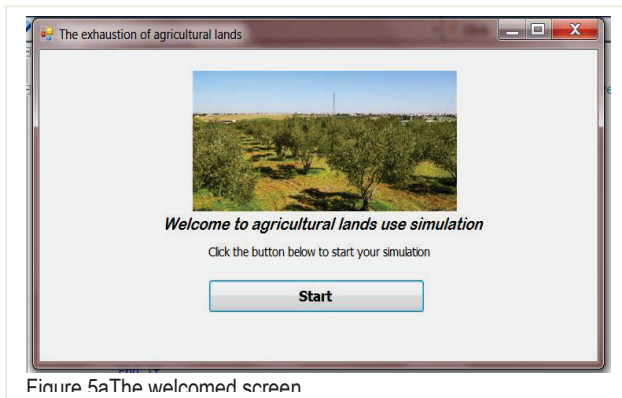 The exhaustion of agricultural lands
Welcome to agricultural lands use simulation
Click the button below to start your simulation
Start
Figure 5aThe welcomed screen